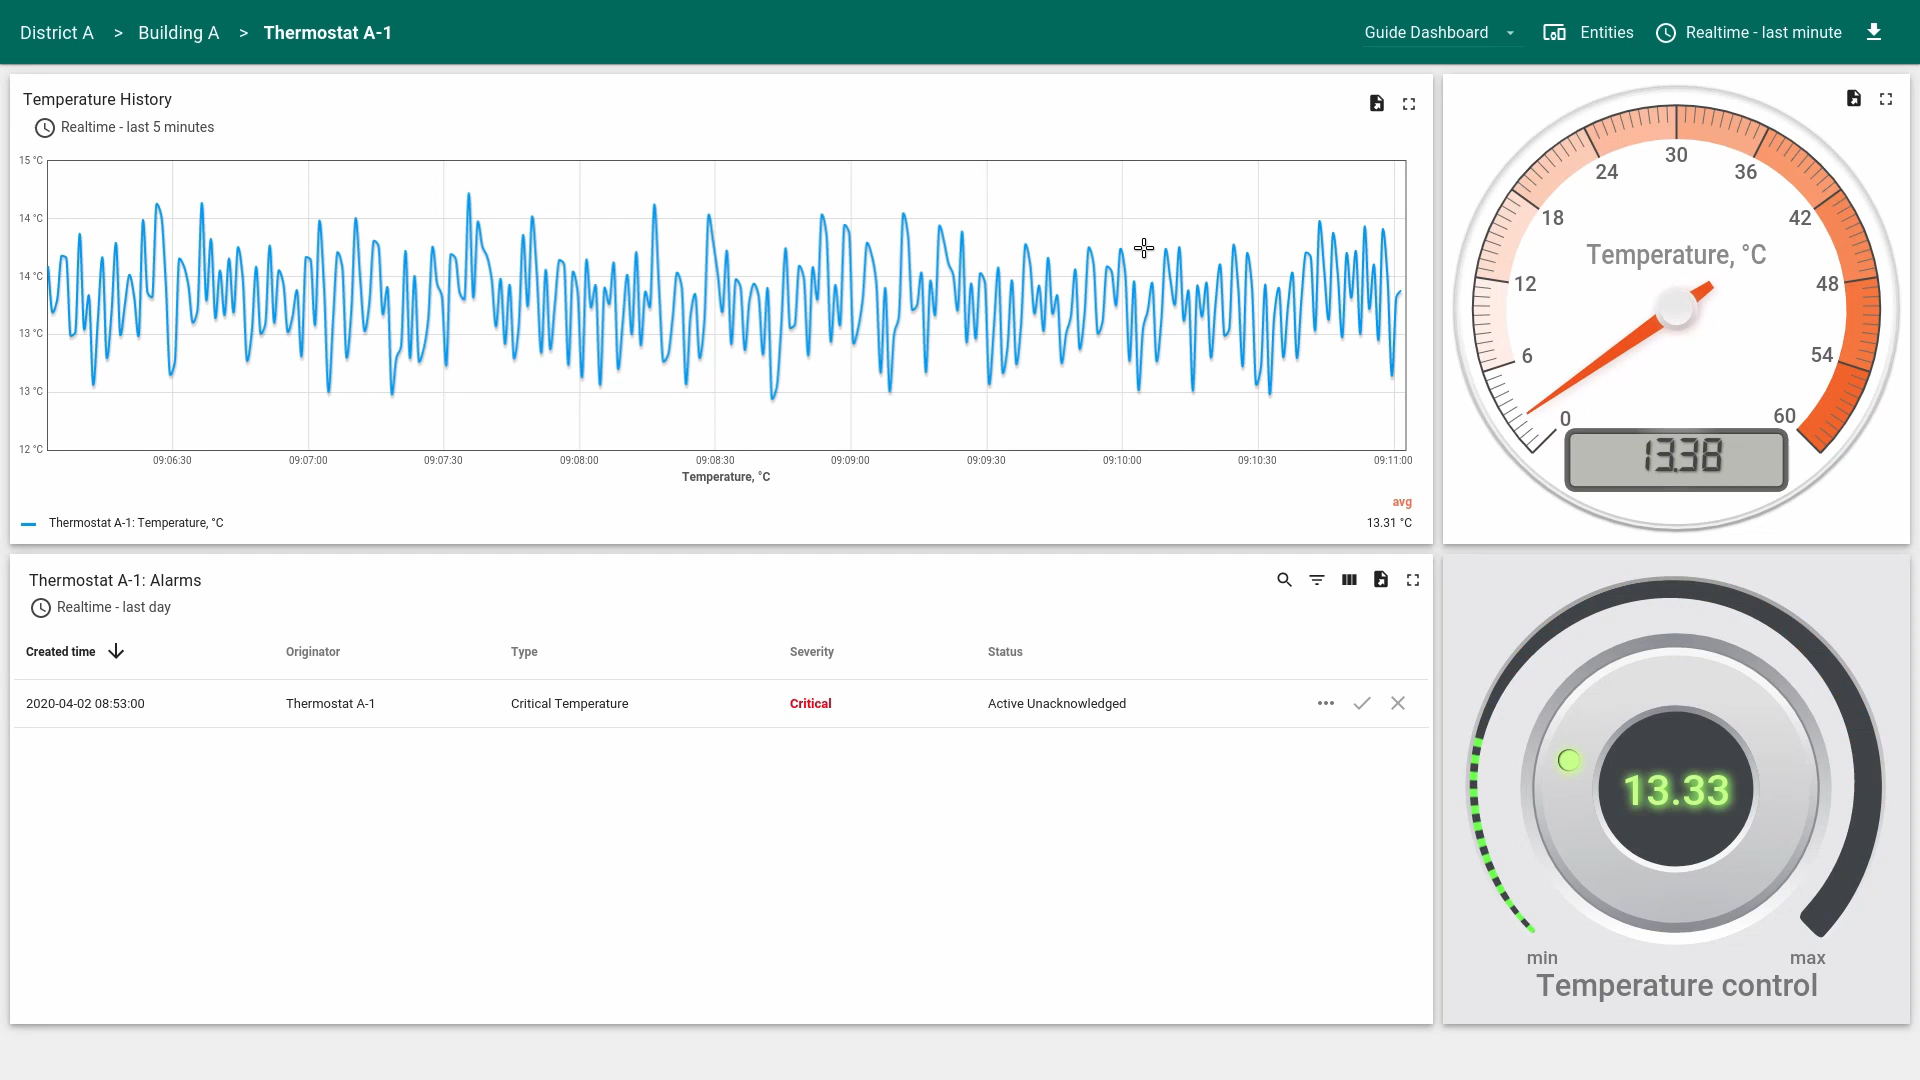 District A > Building A > Thermostat A-1
Guide Dashboard
Entities
Realtime - last minute
Temperature History
Realtime - last 5 minutes
15 °C
14 °C
14 °C
13 °C
13 °C
12 °C
09:06:30 09:07:00 09:07:30 09:08:00 09:08:30 09:09:00 09:09:30 09:10:00 09:10:30 09:11:00
Temperature, °C
avg
Thermostat A-1: Temperature, °C 13.31 °C
0
6
12
18
24
30
36
42
48
54
60
Temperature, °C
13.38
Thermostat A-1: Alarms
Realtime - last day
Created time Originator Type Severity Status
2020-04-02 08:53:00 Thermostat A-1 Critical Temperature Critical Active Unacknowledged
13.33
min max
Temperature control